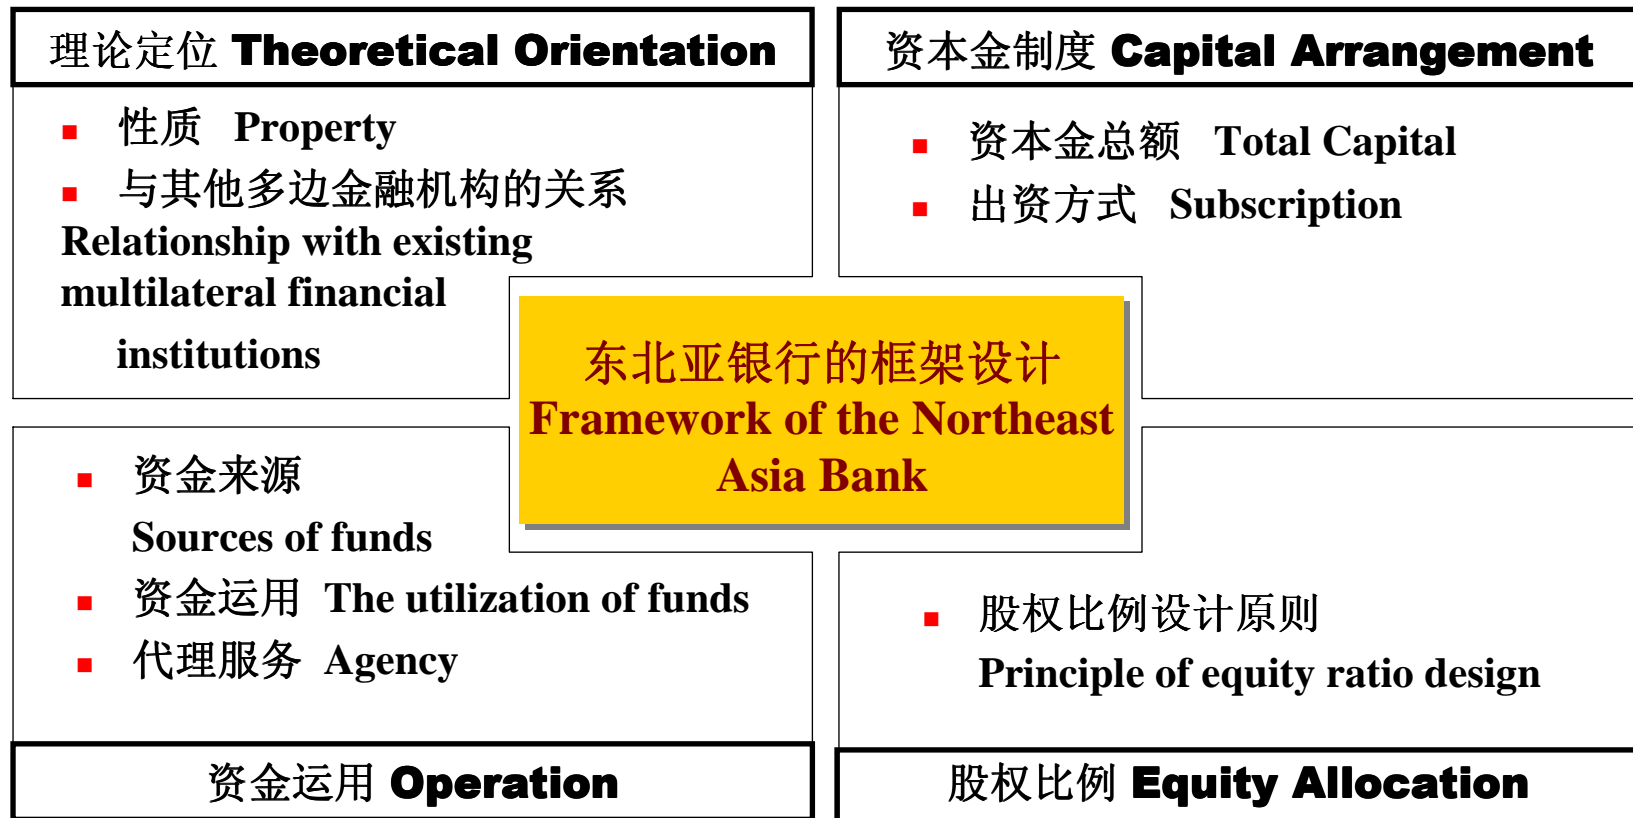 理论定位 Theoretical Orientation
性质 Property
与其他多边金融机构的关系
Relationship with existing
multilateral financial
institutions
资本金制度 Capital Arrangement
资本金总额 Total Capital
出资方式 Subscription
东北亚银行的框架设计
Framework of the Northeast
Asia Bank
资金来源
Sources of funds
资金运用 The utilization of funds
代理服务 Agency
资金运用 Operation
股权比例设计原则
Principle of equity ratio design
股权比例 Equity Allocation